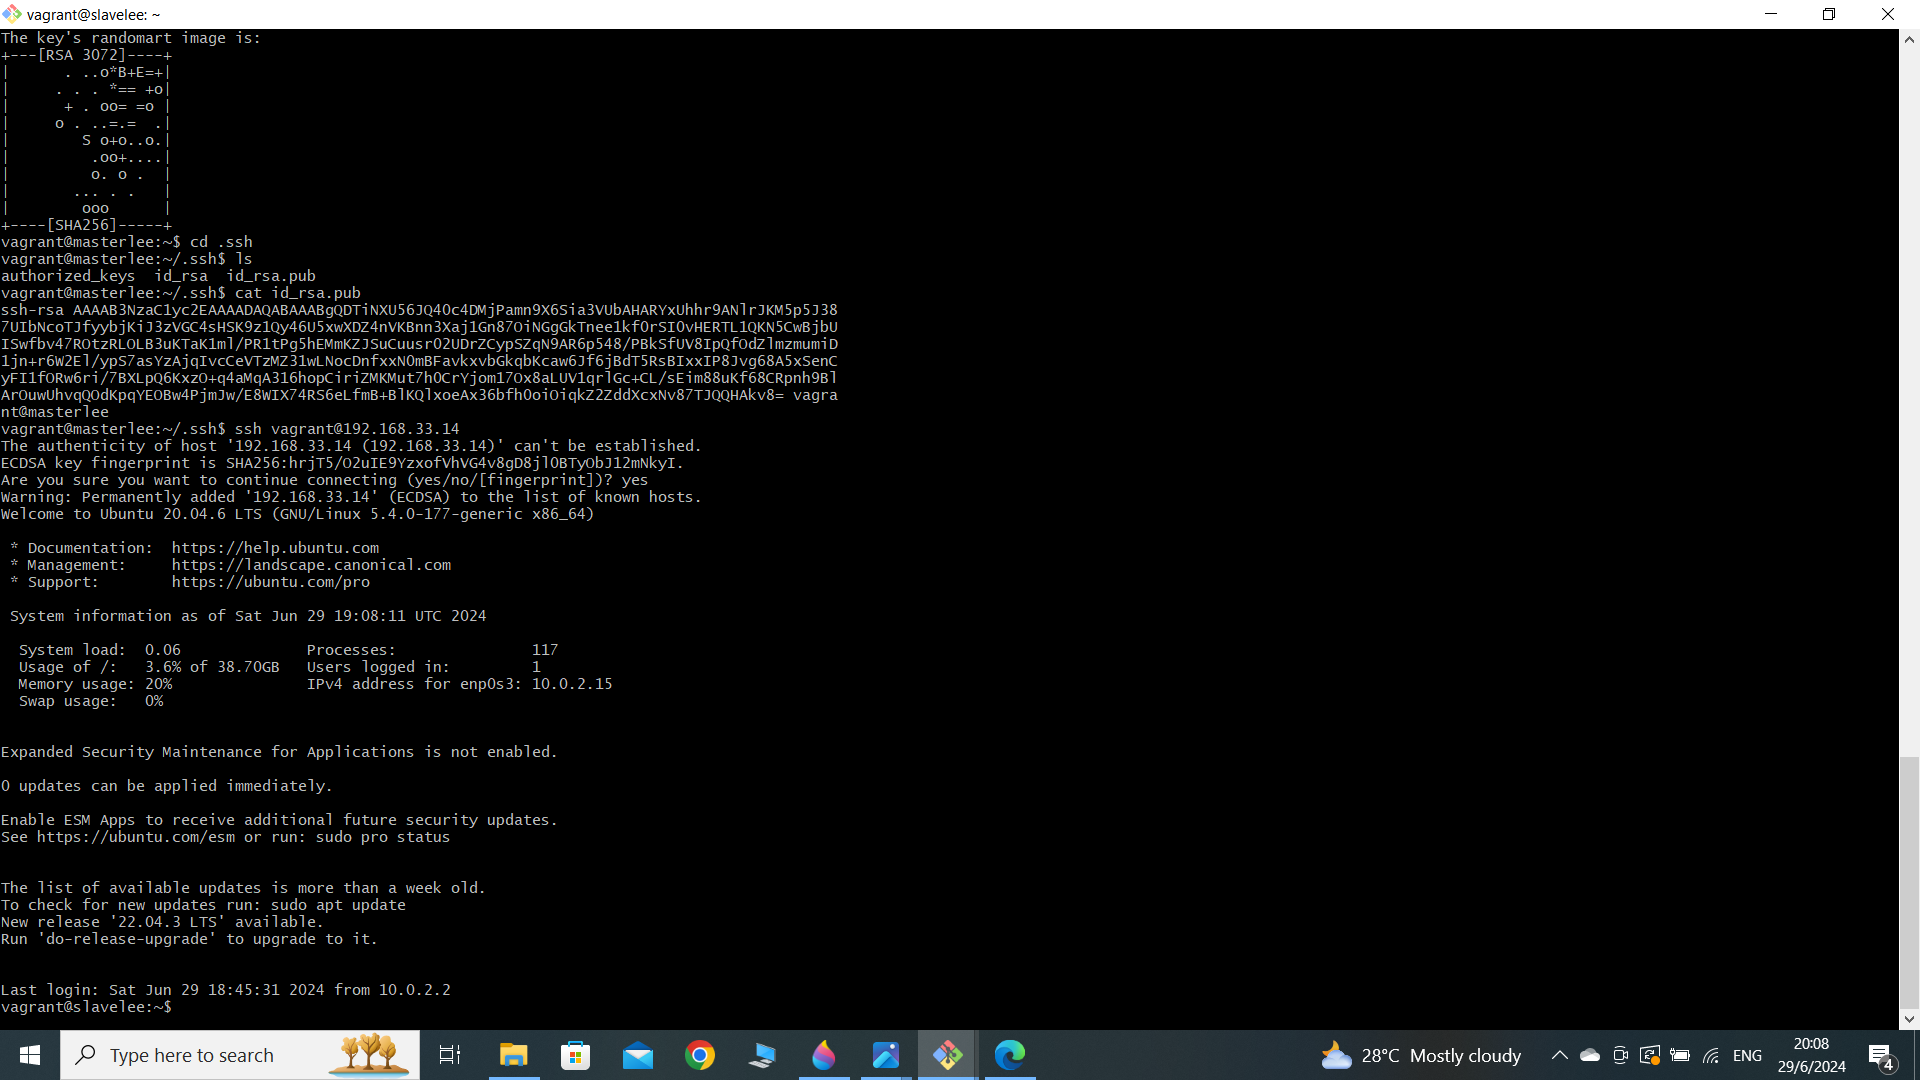 vagrant@slavelee: ~
The key's randomart image is:
+---[RSA 3072]----+
|      . ..o*B+E=+|
|     . . . *== +o|
|      + . oo= =o |
|     o . ..=.=  .|
|        S o+o..o.|
|         .oo+....|
|         o. o .  |
|       ... . .   |
|        ooo      |
+----[SHA256]-----+
vagrant@masterlee:~$ cd .ssh
vagrant@masterlee:~/.ssh$ ls
authorized_keys  id_rsa  id_rsa.pub
vagrant@masterlee:~/.ssh$ cat id_rsa.pub
ssh-rsa AAAAB3NzaC1yc2EAAAADAQABAAABgQDTiNXU56JQ4Oc4DMjPamn9X6Sia3VUbAHARYxUhhr9ANlrJKM5p5J38
7UIbNcoTJfyybjKiJ3zVGC4sHSK9z1Qy46U5xwXDZ4nVKBnn3Xaj1Gn87OiNGgGkTnee1kf0rSI0vHERTL1QKN5CwBjbU
ISwfbv47ROtzRLOLB3uKTaK1ml/PR1tPg5hEMmKZJSuCuusr02UDrZCypSZqN9AR6p548/PBkSfUV8IpQfOdZlmzmumiD
1jn+r6W2El/ypS7asYzAjqIvcCeVTzMZ31wLNocDnfxxN0mBFavkxvbGkqbKcaw6Jf6jBdT5RsBIxxIP8Jvg68A5xSenC
yFI1fORw6ri/7BXLpQ6KxzO+q4aMqA316hopCiriZMKMut7h0CrYjom17Ox8aLUV1qrlGc+CL/sEim88uKf68CRpnh9Bl
ArOuwUhvqQOdKpqYEOBw4PjmJw/E8WIX74RS6eLfmB+BlKQlxoeAx36bfh0oiOiqkZ2ZddXcxNv87TJQQHAkv8= vagra
nt@masterlee
vagrant@masterlee:~/.ssh$ ssh vagrant@192.168.33.14
The authenticity of host '192.168.33.14 (192.168.33.14)' can't be established.
ECDSA key fingerprint is SHA256:hrjT5/O2uIE9YzxofVhVG4v8gD8jl0BTyObJ12mNkyI.
Are you sure you want to continue connecting (yes/no/[fingerprint])? yes
Warning: Permanently added '192.168.33.14' (ECDSA) to the list of known hosts.
Welcome to Ubuntu 20.04.6 LTS (GNU/Linux 5.4.0-177-generic x86_64)
* Documentation:  https://help.ubuntu.com
* Management:     https://landscape.canonical.com
* Support:        https://ubuntu.com/pro
System information as of Sat Jun 29 19:08:11 UTC 2024
System load:  0.06              Processes:               117
Usage of /:   3.6% of 38.70GB   Users logged in:         1
Memory usage: 20%               IPv4 address for enp0s3: 10.0.2.15
Swap usage:   0%
Expanded Security Maintenance for Applications is not enabled.
0 updates can be applied immediately.
Enable ESM Apps to receive additional future security updates.
See https://ubuntu.com/esm or run: sudo pro status
The list of available updates is more than a week old.
To check for new updates run: sudo apt update
New release '22.04.3 LTS' available.
Run 'do-release-upgrade' to upgrade to it.
Last login: Sat Jun 29 18:45:31 2024 from 10.0.2.2
vagrant@slavelee:~$
Type here to search
28°C Mostly cloudy
ENG
20:08
29/6/2024
4